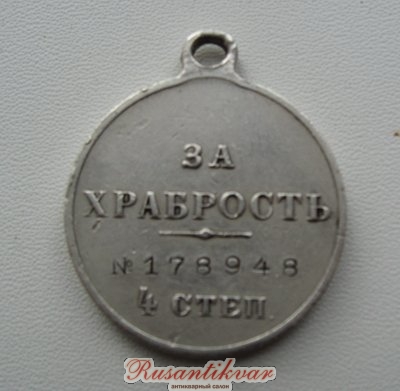 ЗА
ХРАБРОСТЬ
№178948
4 СТЕП.
Rusantikvar
антикварный салон